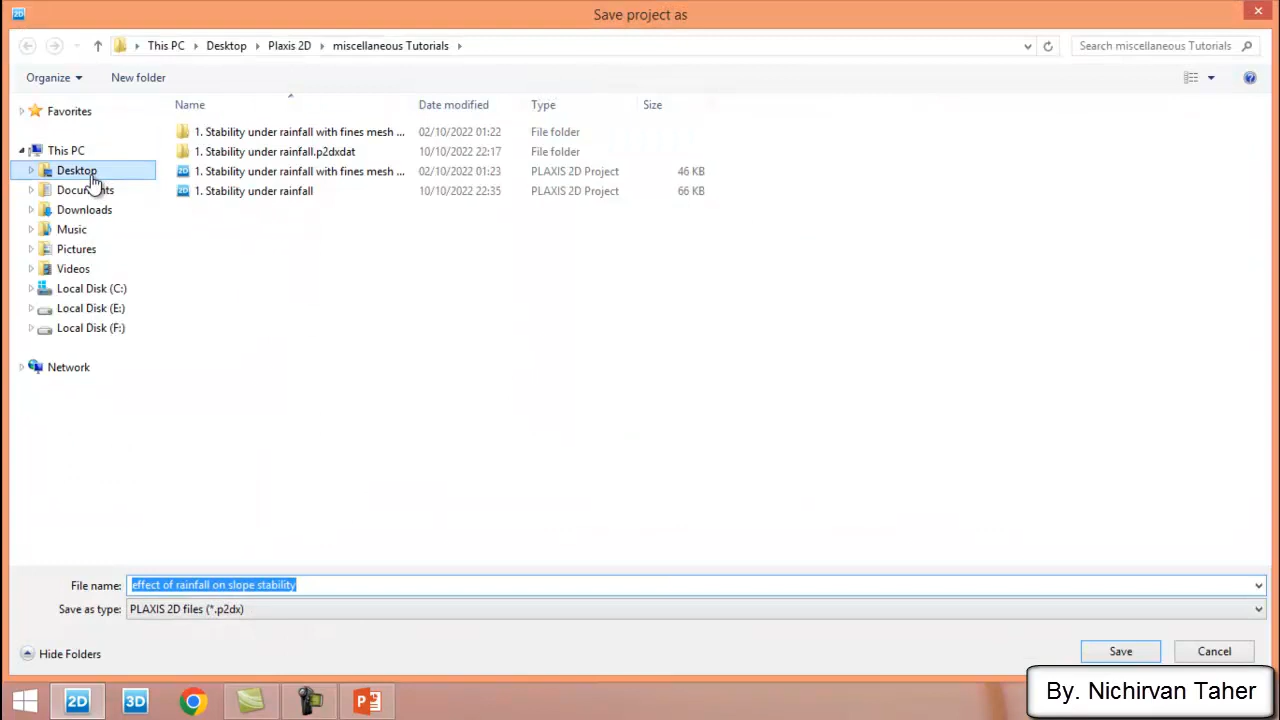 2D
Save project as
This PC Desktop Plaxis 2D miscellaneous Tutorials
Search miscellaneous Tutorials
Organize New folder
Name Date modified Type Size
Favorites
1. Stability under rainfall with fines mesh ... 02/10/2022 01:22 File folder
This PC
1. Stability under rainfall.p2dxdat 10/10/2022 22:17 File folder
Desktop
1. Stability under rainfall with fines mesh ... 02/10/2022 01:23 PLAXIS 2D Project 46 KB
Documents
1. Stability under rainfall 10/10/2022 22:35 PLAXIS 2D Project 66 KB
Downloads
Music
Pictures
Videos
Local Disk (C:)
Local Disk (E:)
Local Disk (F:)
Network
File name: effect of rainfall on slope stability
Save as type: PLAXIS 2D files (*.p2dx)
Hide Folders
Save Cancel
2D 3D
By. Nichirvan Taher